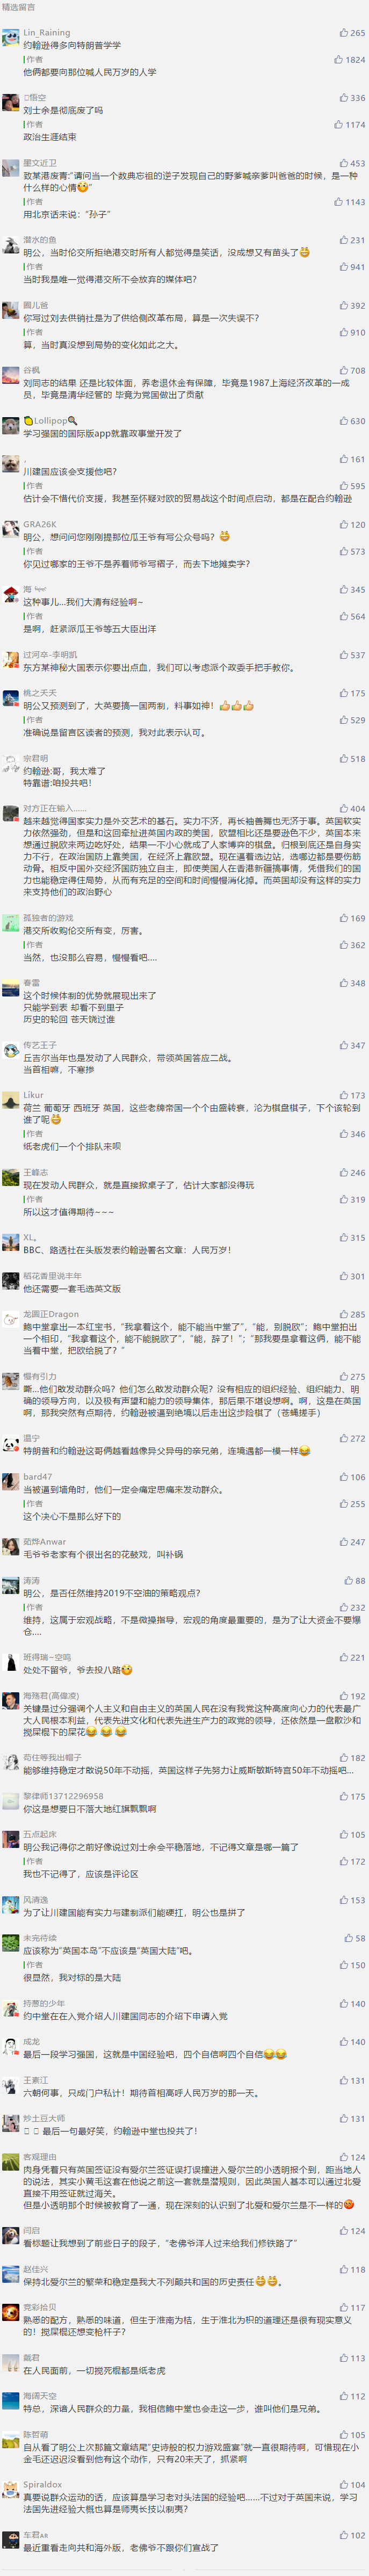 精选留言
Lin_Raining
265
约翰逊得多向特朗普学学
作者
1824
他俩都要向那位喊人民万岁的人学
悟空
336
刘士余是彻底废了吗
作者
1174
政治生涯结束
董文近卫
453
致某港废青:“请问当一个数典忘祖的逆子发现自己的野爹喊亲爹叫爸爸的时候，是一种
什么样的心情🤔”
作者
1143
用北京话来说：“孙子”
潜水的鱼
231
明公，当时伦交所拒绝港交时所有人都觉得是笑话，没成想又有苗头了😄
作者
941
当时我是唯一觉得港交所不会放弃的媒体吧？
圈儿爸
392
你写过刘去供销社是为了供给侧改革布局，算是一次失误不？
作者
910
算，当时真没想到局势的变化如此之大。
谷枫
708
刘同志的结果 还是比较体面，养老退休金有保障，毕竟是1987上海经济改革的一成
员，毕竟是清华经管的 毕竟为党国做出了贡献
🍋Lollipop🔍
630
学习强国的国际版app就靠政事堂开发了
.
161
川建国应该会支援他吧？
作者
595
估计会不惜代价支援，我甚至怀疑对欧的贸易战这个时间点启动，都是在配合约翰逊
GRA26K
120
明公，想问问您刚刚提那位瓜王爷有写公众号吗？😄
作者
573
你见过哪家的王爷不是养着师爷写褶子，而去下地摊卖字？
海
345
这种事儿...我们大清有经验啊~
作者
564
是啊，赶紧派瓜王爷等五大臣出洋
过河卒-李明凯
537
东方某神秘大国表示你要出点血，我们可以考虑派个政委手把手教你。
桃之夭夭
175
明公又预测到了，大英要搞一国两制，料事如神！👍👍👍
作者
529
准确说是留言区读者的预测，我对此表示认可。
宗君明
518
约翰逊:哥，我太难了
特靠谱:咱投共吧！
对方正在输入......
404
越来越觉得国家实力是外交艺术的基石。实力不济，再长袖善舞也无济于事。英国软实
力依然强劲，但是和这回牵扯进英国内政的美国，欧盟相比还是要逊色不少，英国本来
想通过脱欧来两边吃好处，结果一不小心就成了人家博弈的棋盘。归根到底还是自身实
力不行，在政治国防上靠美国，在经济上靠欧盟。现在逼着选边站，选哪边都是要伤筋
动骨。相反中国外交经济国防独立自主，即使美国人在香港新疆搞事情，凭借我们的国
力也能稳定得住局势，从而有充足的空间和时间慢慢消化掉。而英国却没有这样的实力
来支持他们的政治野心
孤独者的游戏
169
港交所收购伦交所有变，厉害。
作者
362
当然，也没那么容易，慢慢看吧....
春雷
348
这个时候体制的优势就展现出来了
只能学到表 却看不到里子
历史的轮回 苍天饶过谁
传艺王子
347
丘吉尔当年也是发动了人民群众，带领英国答应二战。
当首相嘛，不寒掺
Likur
173
荷兰 葡萄牙 西班牙 英国，这些老牌帝国一个个由盛转衰，沦为棋盘棋子，下个该轮到
谁了呢😄
作者
346
纸老虎们一个个排队来呗
王峰志
246
现在发动人民群众，就是直接掀桌子了，估计大家都没得玩
作者
319
所以这才值得期待~~~
XL。
315
BBC、路透社在头版发表约翰逊署名文章：人民万岁！
稻花香里说丰年
301
他还需要一套毛选英文版
龙圆正Dragon
285
鲍中堂拿出一本红宝书，“我拿着这个，能不能当中堂了”，“能，别脱欧”；鲍中堂掏出
一个相印，“我拿着这个，能不能脱欧了”，“能，辞了！”；“那我要是拿着这俩，能不能
当着中堂，把欧给脱了？”
慢有引力
275
嘶...他们敢发动群众吗？他们怎么敢发动群众呢？没有相应的组织经验、组织能力、明
确的领导方向，以及极有声望和能力的领导集体，那后果不堪设想啊。啊，这是在英国
啊，那我突然有点期待，约翰逊被逼到绝境以后走出这步险棋了（苍蝇搓手）
温宁
272
特朗普和约翰逊这哥俩越看越像异父异母的亲兄弟，连境遇都一模一样😂
bard47
106
当被逼到墙角时，他们一定会痛定思痛来发动群众。
作者
255
这个决心不是那么好下的
茹烨Anwar
247
毛爷爷老家有个很出名的花鼓戏，叫补锅
涛涛
88
明公，是否任然维持2019不空油的策略观点？
作者
232
维持，这属于宏观战略，不是微操指导，宏观的角度最重要的，是为了让大资金不要爆
仓....
班得瑞~空鸣
221
处处不留爷，爷去投八路🤔
海殇君(高偉凌)
192
关键是过分强调个人主义和自由主义的英国人民在没有我党这种高度向心力的代表最广
大人民根本利益，代表先进文化和代表先进生产力的政党的领导，还依然是一盘散沙和
搅屎棍下的屎花😂 😂 😂
苟住等我出帽子
182
能够维持稳定才敢说50年不动摇，英国这样子先努力让威斯敏斯特宫50年不动摇吧...
黎律师13712296958
175
你这是想要日不落大地红旗飘飘啊
五点起床
105
明公我记得你之前好像说过刘士余会平稳落地，不记得文章是哪一篇了
作者
172
我也不记得了，应该是评论区
风清逸
153
为了让川建国能有实力与建制派们能硬扛，明公也是拼了
未完待续
58
应该称为“英国本岛”不应该是“英国大陆”吧。
作者
150
很显然，我对标的是大陆
持葱的少年
140
约中堂在在入党介绍人川建国同志的介绍下申请入党
成龙
140
最后一段学习强国，这就是中国经验吧，四个自信啊四个自信😂😂
王素江
131
六朝何事，只成门户私计！期待首相高呼人民万岁的那一天。
炒土豆大师
131
最后一句最好笑，约翰逊中堂也投共了！
客观理由
124
肉身凭着只有英国签证没有爱尔兰签证误打误撞进入爱尔兰的小透明报个到，距当地人
的说法，其实小黄毛这套在他说之前这一套就是潜规则，因此英国人基本可以通过北爱
直接不用签证就过海关。
但是小透明那个时候被教育了一通，现在深刻的认识到了北爱和爱尔兰是不一样的🥵
闫启
124
看标题让我想到了前些日子的段子，“老佛爷洋人过来给我们修铁路了”
赵佳兴
118
保持北爱尔兰的繁荣和稳定是我大不列颠共和国的历史责任😄😄。
竞彩拾贝
117
熟悉的配方，熟悉的味道，但生于淮南为桔，生于淮北为枳的道理还是很有现实意义
的！搅屎棍还想变枪杆子？
戴君
113
在人民面前，一切搅死棍都是纸老虎
海阔天空
112
特总，深谙人民群众的力量，我相信鲍中堂也会走这一步，谁叫他们是兄弟。
陈哲萌
105
自从看了明公上次那篇文章结尾“史诗般的权力游戏盛宴”就一直很期待啊，可惜现在小
金毛还迟迟没看到他有这个动作，只有20来天了，抓紧啊
Spiraldox
104
真要说群众运动的话，应该算是学习老对头法国的经验吧......不过对于英国来说，学习
法国先进经验大概也算是师夷长技以制夷？
车君AR
102
最近重看走向共和海外版，老佛爷不跟你们宣战了